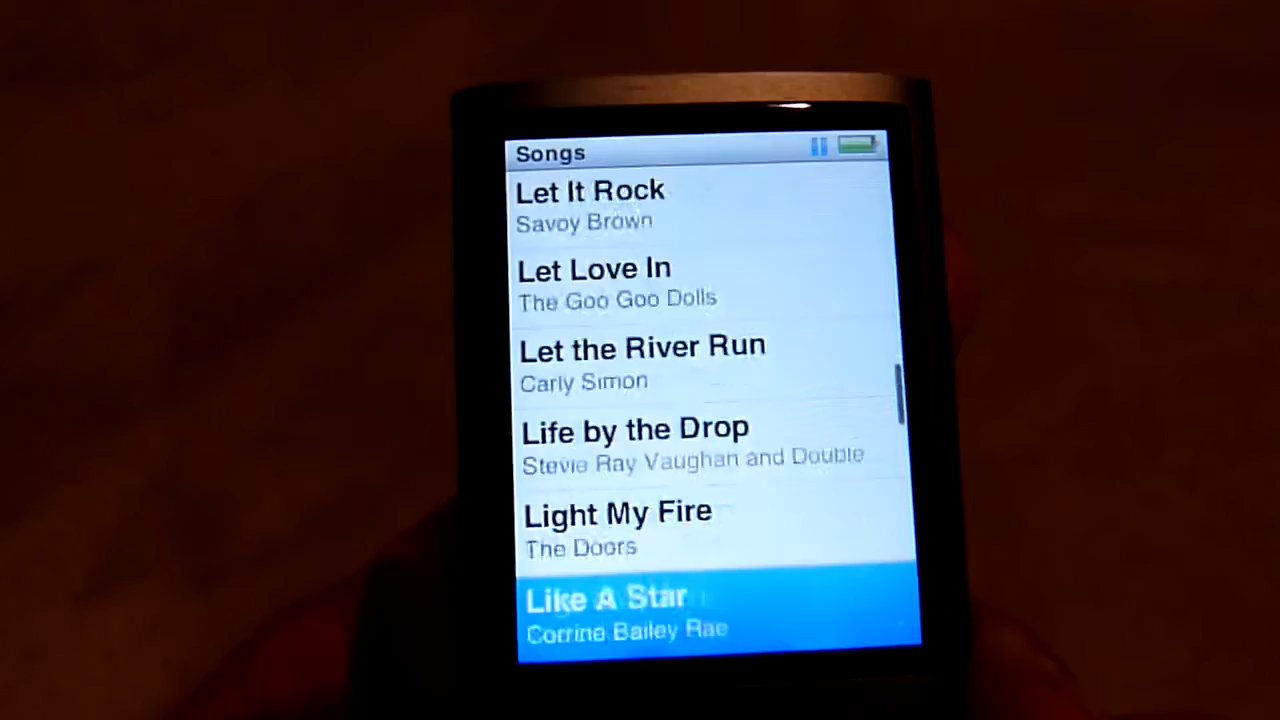 Songs
Let It Rock
Savoy Brown
Let Love In
The Goo Goo Dolls
Let the River Run
Carly Simon
Life by the Drop
Stevie Ray Vaughan and Double
Light My Fire
The Doors
Like A Star
Corrine Bailey Rae